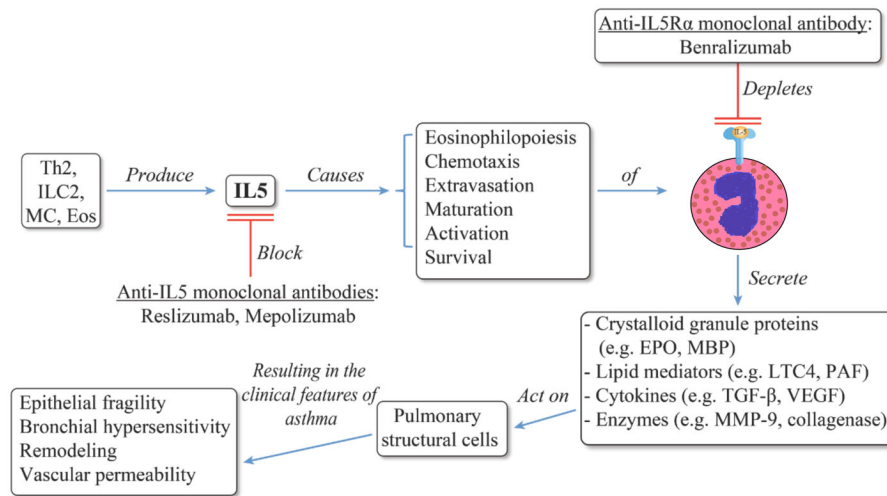 Anti-IL5Rα monoclonal antibody:
Benralizumab
Depletes
IL-5
Th2,
ILC2,
MC, Eos
Produce
IL5
Causes
Eosinophilopoiesis
Chemotaxis
Extravasation
Maturation
Activation
Survival
of
Block
Anti-IL5 monoclonal antibodies:
Reslizumab, Mepolizumab
Secrete
- Crystalloid granule proteins
(e.g. EPO, MBP)
- Lipid mediators (e.g. LTC4, PAF)
- Cytokines (e.g. TGF-β, VEGF)
- Enzymes (e.g. MMP-9, collagenase)
Act on
Pulmonary
structural cells
Resulting in the
clinical features of
asthma
Epithelial fragility
Bronchial hypersensitivity
Remodeling
Vascular permeability